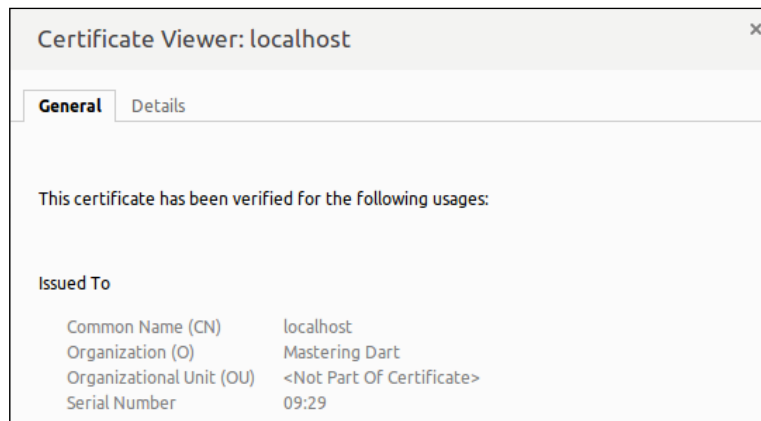 Certificate Viewer: localhost
×
General Details
This certificate has been verified for the following usages:
Issued To
Common Name (CN) localhost
Organization (O) Mastering Dart
Organizational Unit (OU) <Not Part Of Certificate>
Serial Number 09:29